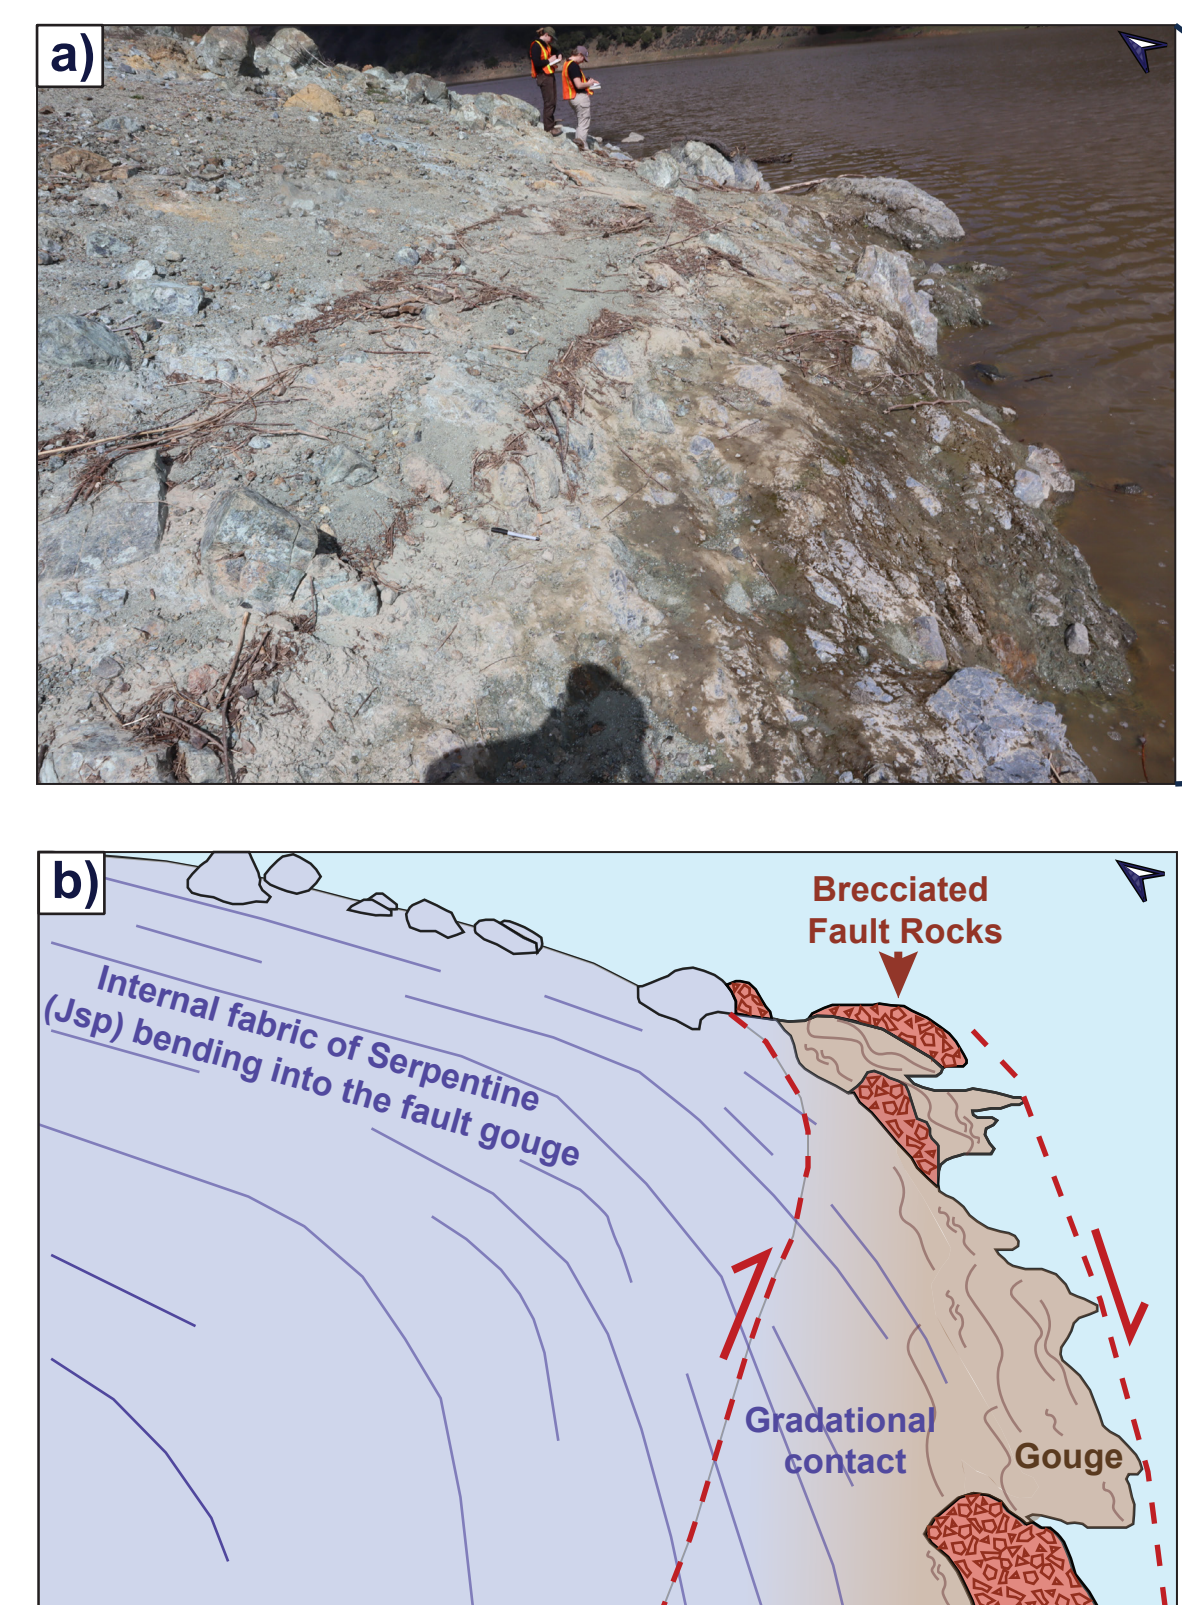 a)
b)
Brecciated
Fault Rocks
Internal fabric of Serpentine
(Jsp) bending into the fault gouge
Gradational
contact
Gouge